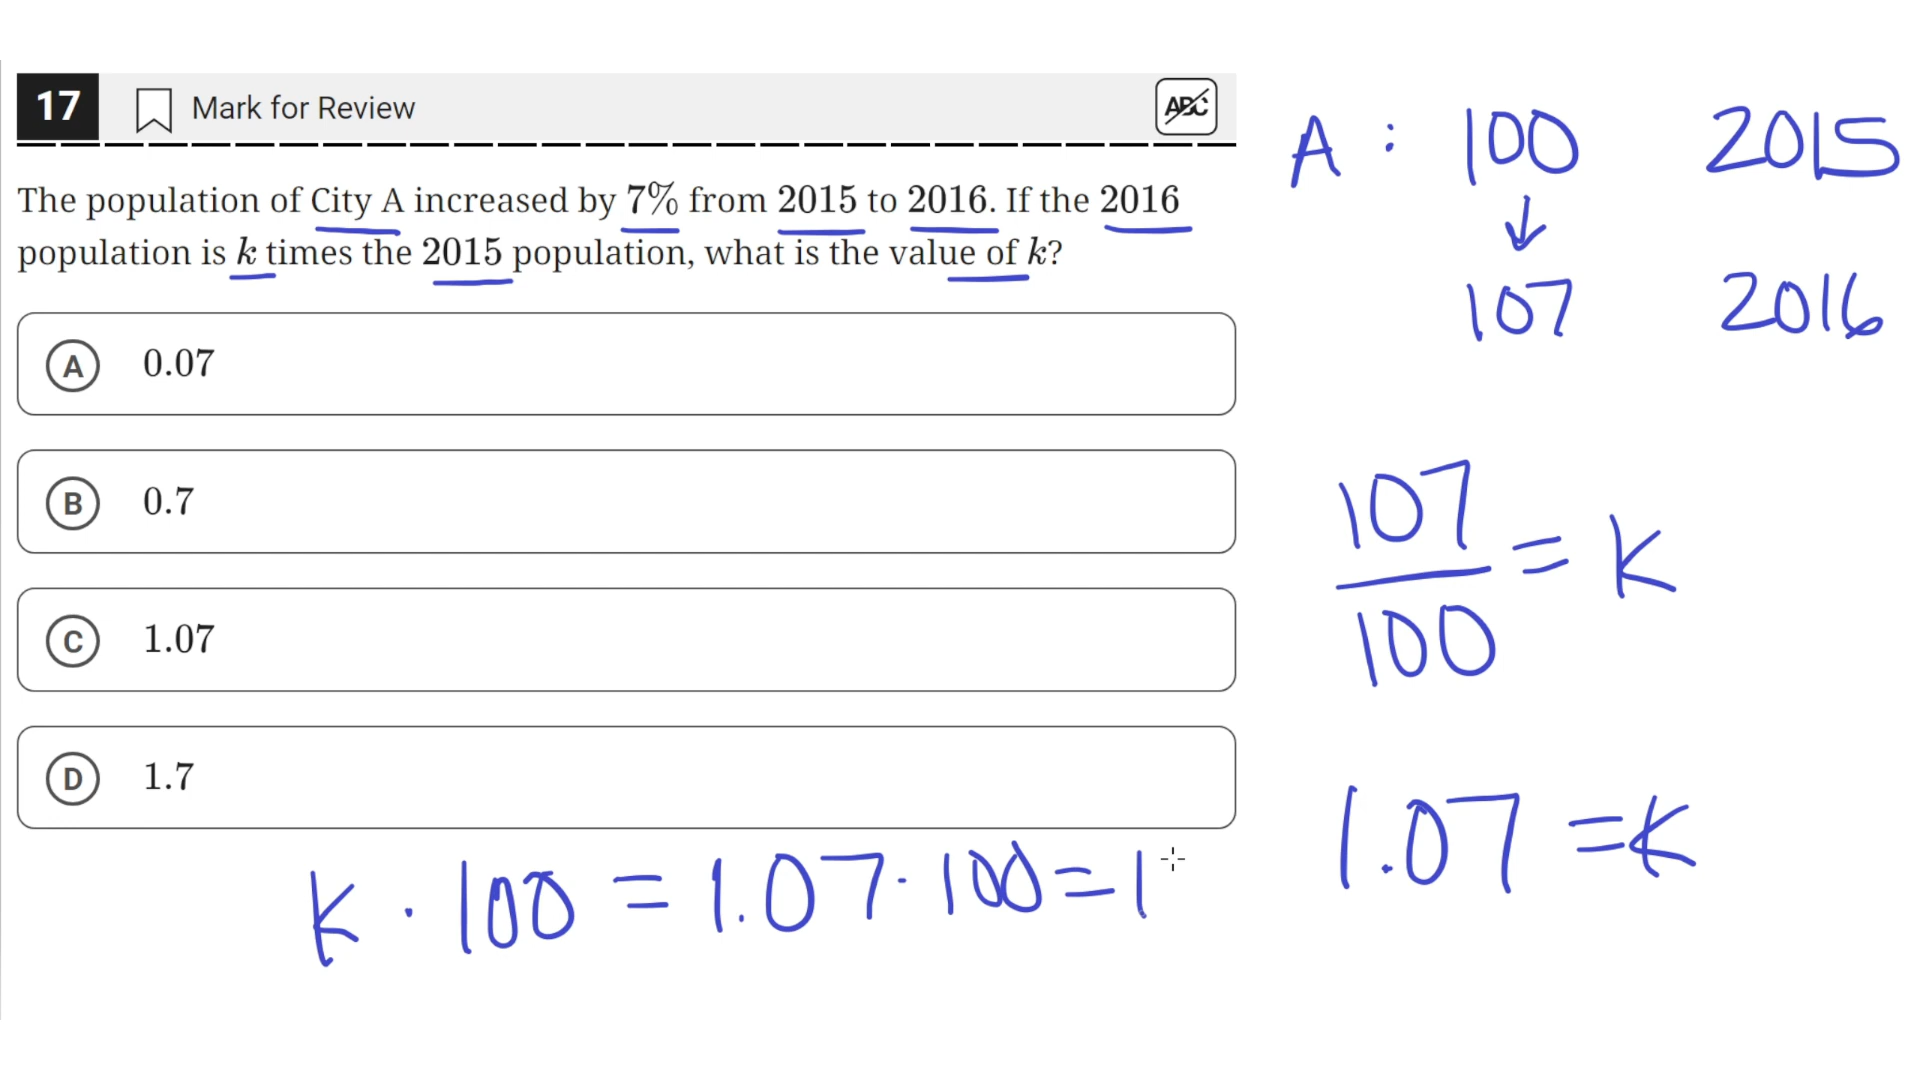 17 Mark for Review ABC
The population of City A increased by 7% from 2015 to 2016. If the 2016
population is k times the 2015 population, what is the value of k?
A 0.07
B 0.7
C 1.07
D 1.7
A : 100 2015
↓
107 2016
107
100
= k
1.07 = k
k · 100 = 1.07 · 100 = 1